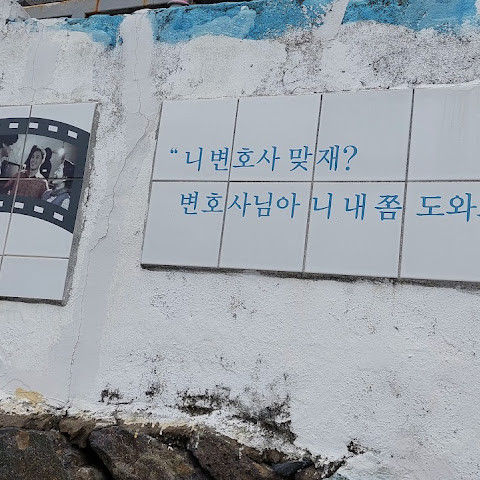 “니변호사 맞재?
변호사님아 니 내 쫌 도와